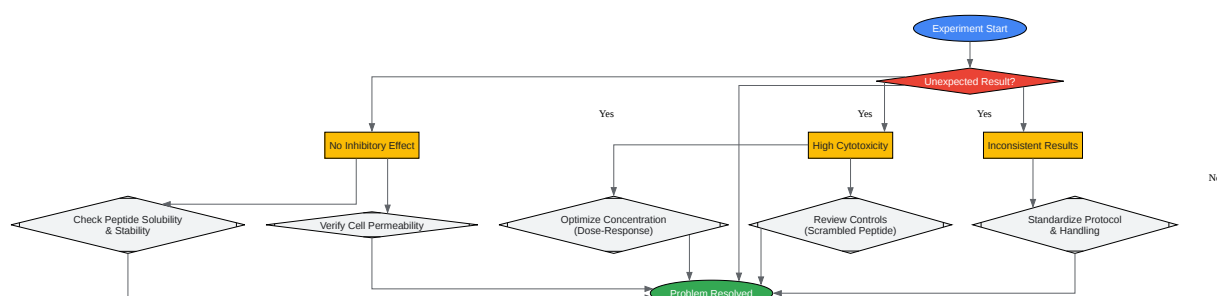 Experiment Start
Unexpected Result?
Yes
Yes
Yes
No Inhibitory Effect
High Cytotoxicity
Inconsistent Results
Check Peptide Solubility
& Stability
Verify Cell Permeability
Optimize Concentration
(Dose-Response)
Review Controls
(Scrambled Peptide)
Standardize Protocol
& Handling
Problem Resolved